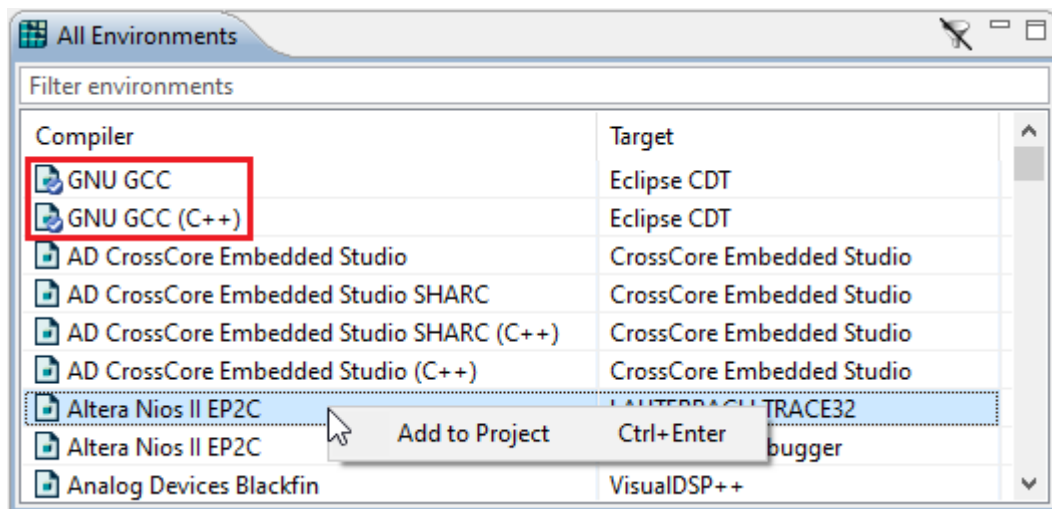 All Environments
Filter environments
Compiler Target
GNU GCC Eclipse CDT
GNU GCC (C++) Eclipse CDT
AD CrossCore Embedded Studio CrossCore Embedded Studio
AD CrossCore Embedded Studio SHARC CrossCore Embedded Studio
AD CrossCore Embedded Studio SHARC (C++) CrossCore Embedded Studio
AD CrossCore Embedded Studio (C++) CrossCore Embedded Studio
Altera Nios II EP2C LAUTERBACH TRACE32
Add to Project Ctrl+Enter
Altera Nios II EP2C bugger
Analog Devices Blackfin VisualDSP++